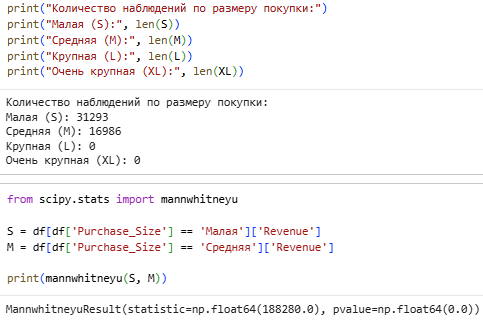 print("Количество наблюдений по размеру покупки:")
print("Малая (S):", len(S))
print("Средняя (M):", len(M))
print("Крупная (L):", len(L))
print("Очень крупная (XL):", len(XL))
Количество наблюдений по размеру покупки:
Малая (S): 31293
Средняя (M): 16986
Крупная (L): 0
Очень крупная (XL): 0
from scipy.stats import mannwhitneyu
S = df[df['Purchase_Size'] == 'Малая']['Revenue']
M = df[df['Purchase_Size'] == 'Средняя']['Revenue']
print(mannwhitneyu(S, M))
MannwhitneyuResult(statistic=np.float64(188280.0), pvalue=np.float64(0.0))